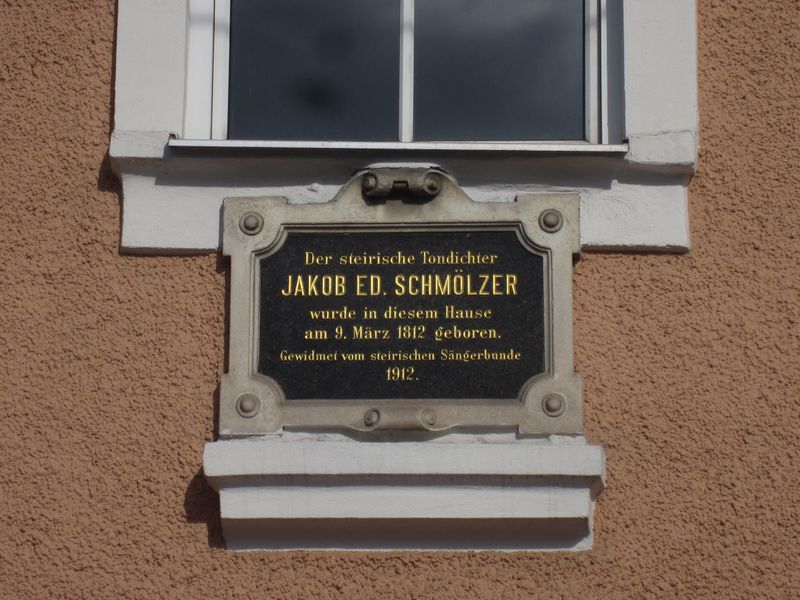 Der steirische Tondichter
JAKOB ED. SCHMÖLZER
wurde in diesem Hause
am 9. März 1812 geboren.
Gewidmet vom steirischen Sängerbunde
1912.